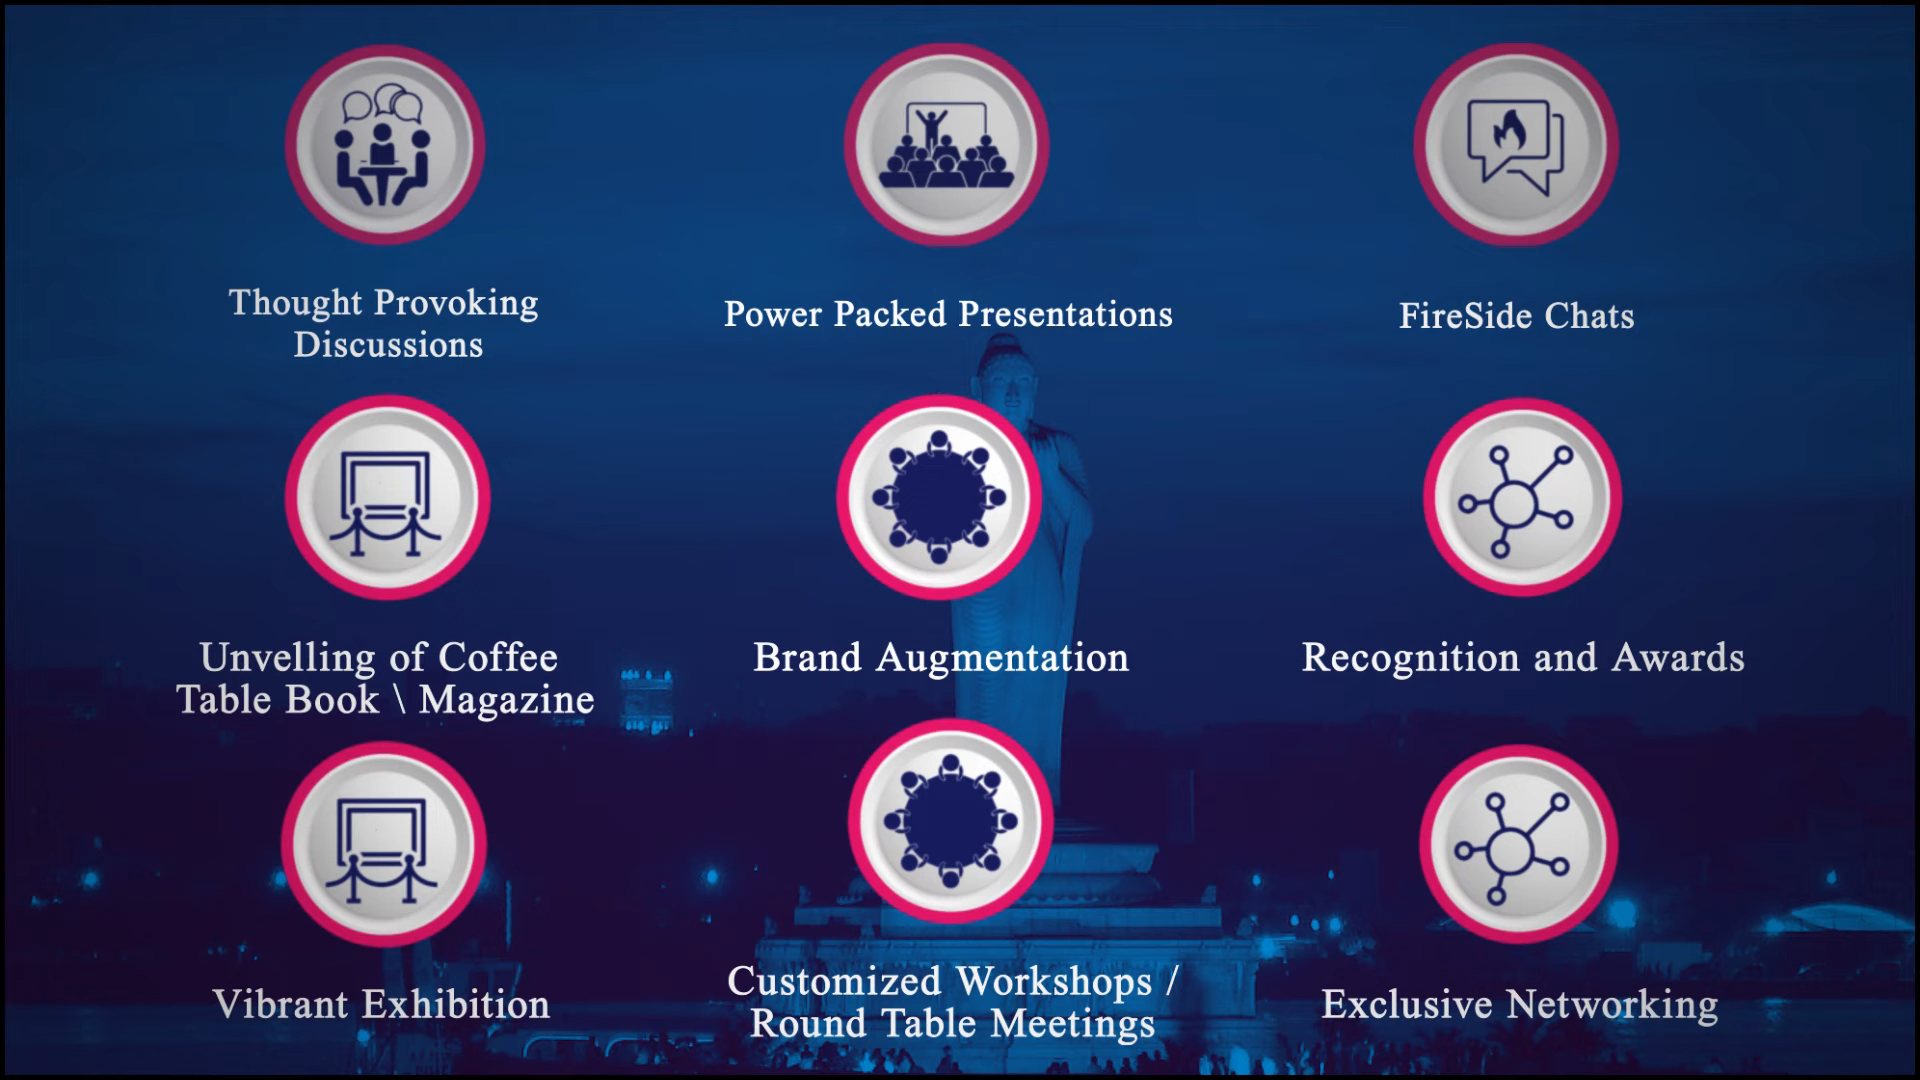 Thought Provoking
Discussions
Power Packed Presentations
FireSide Chats
Unvelling of Coffee
Table Book \ Magazine
Brand Augmentation
Recognition and Awards
Vibrant Exhibition
Customized Workshops /
Round Table Meetings
Exclusive Networking